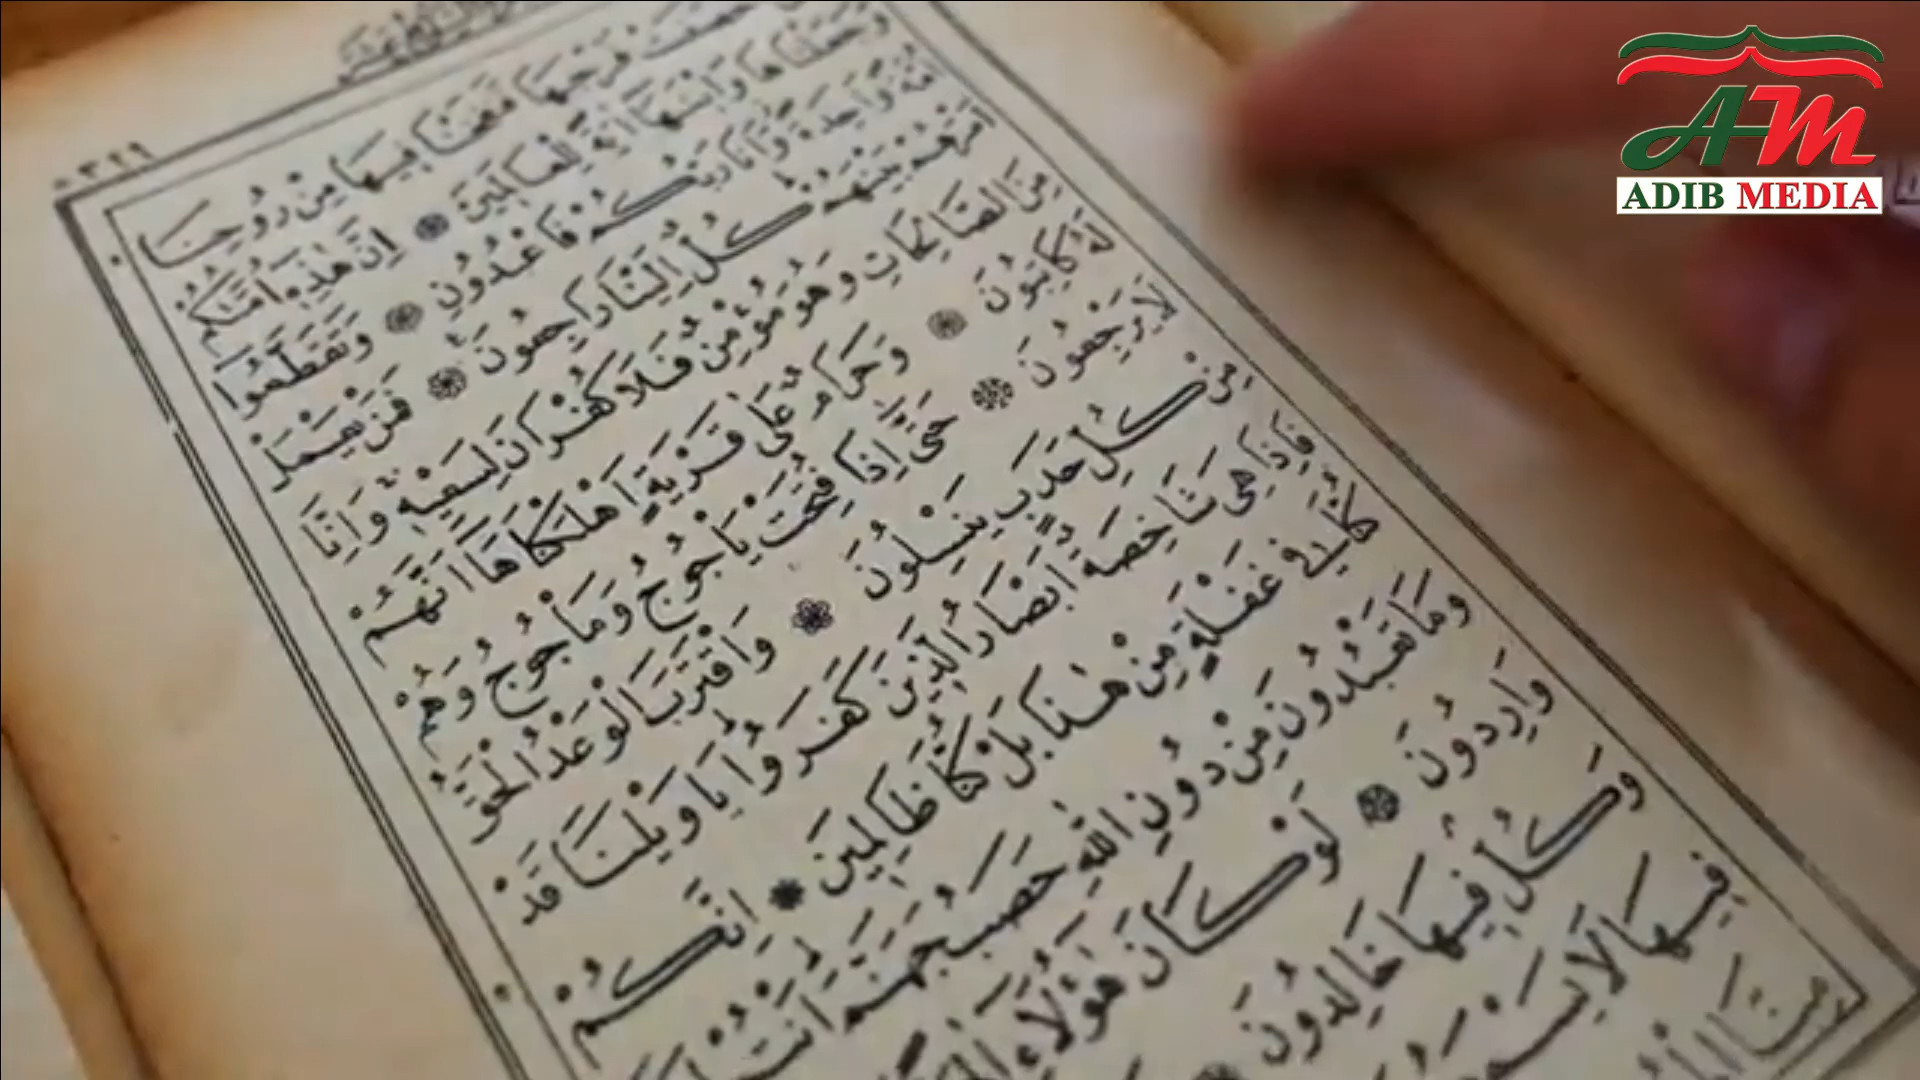 فَرْجَهَا فَنَفَخْنَا فِيهَا مِنْ رُوحِنَا
وَجَعَلْنَاهَا وَابْنَهَا اٰيَةً لِلْعَالَمِينَ ۞ اِنَّ هٰذِهِ اُمَّتُكُمْ
اُمَّةً وَاحِدَةً وَاَنَا رَبُّكُمْ فَاعْبُدُونِ ۞ وَتَقَطَّعُوا
اَمْرَهُمْ بَيْنَهُمْ كُلٌّ اِلَيْنَا رَاجِعُونَ ۞ فَمَنْ يَعْمَلْ
مِنَ الصَّالِحَاتِ وَهُوَ مُؤْمِنٌ فَلَا كُفْرَانَ لِسَعْيِهِ وَاِنَّا
لَهُ كَاتِبُونَ ۞ وَحَرَامٌ عَلٰى قَرْيَةٍ اَهْلَكْنَاهَا اَنَّهُمْ
لَا يَرْجِعُونَ ۞ حَتّٰى اِذَا فُتِحَتْ يَأْجُوجُ وَمَأْجُوجُ وَهُمْ
مِنْ كُلِّ حَدَبٍ يَنْسِلُونَ ۞ وَاقْتَرَبَ الْوَعْدُ الْحَقُّ
فَاِذَا هِيَ شَاخِصَةٌ اَبْصَارُ الَّذِينَ كَفَرُوا يَا وَيْلَنَا قَدْ
كُنَّا فِي غَفْلَةٍ مِنْ هٰذَا بَلْ كُنَّا ظَالِمِينَ ۞ اِنَّكُمْ
وَمَا تَعْبُدُونَ مِنْ دُونِ اللّٰهِ حَصَبُ جَهَنَّمَ اَنْتُمْ
وَارِدُونَ ۞ لَوْ كَانَ هٰؤُلَاءِ
وَكُلٌّ فِيهَا خَالِدُونَ ۞
فِيهَا لَا
AM
ADIB MEDIA